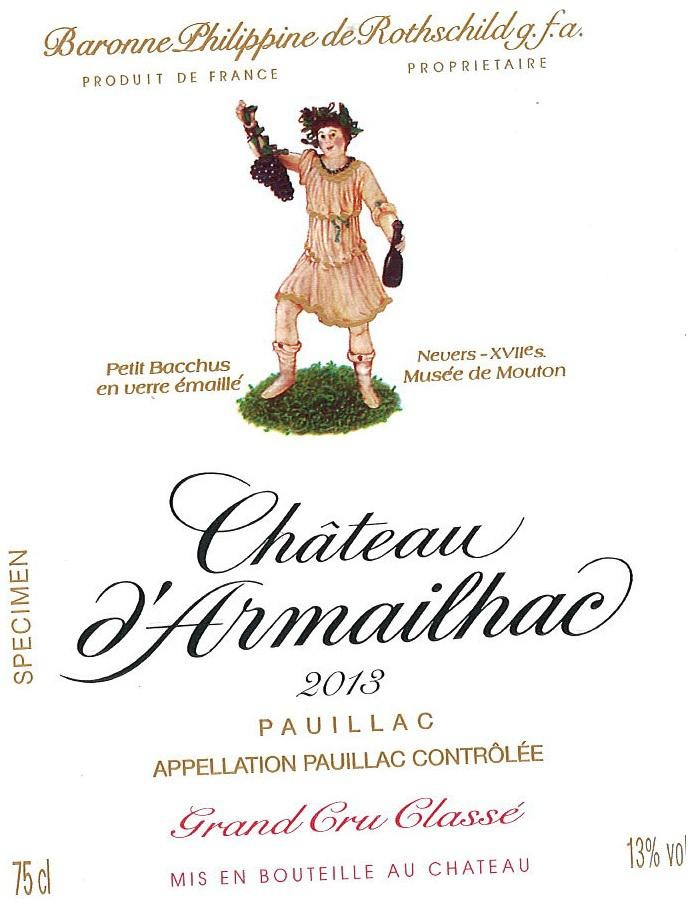 Baronne Philippine de Rothschild g.f.a.
PRODUIT DE FRANCE
PROPRIETAIRE
Petit Bacchus
en verre émaillé
Nevers - XVIIe s.
Musée de Mouton
Château
d'Armailhac
2013
PAUILLAC
APPELLATION PAUILLAC CONTRÔLÉE
Grand Cru Classé
MIS EN BOUTEILLE AU CHATEAU
SPECIMEN
75 cl
13% vol